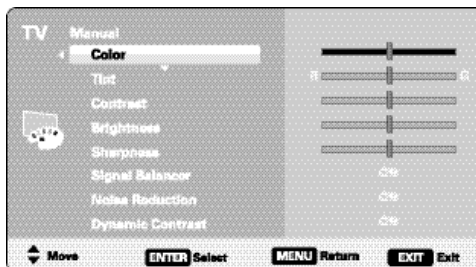 TV Manual
Color
Tint R G
Contrast
Brightness
Sharpness
Signal Balancer
Noise Reduction
Dynamic Contrast
Move ENTER Select MENU Return EXIT Exit